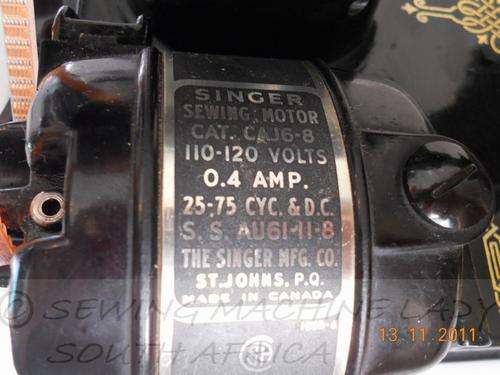 SINGER
SEWING MOTOR
CAT. CAJ6-8
110-120 VOLTS
0.4 AMP.
25-75 CYC. & D.C.
S. S. AU61-11-8
THE SINGER MFG. CO.
ST. JOHNS, P.Q.
MADE IN CANADA
© SEWING MACHINE LADY
SOUTH AFRICA
13 11 2011